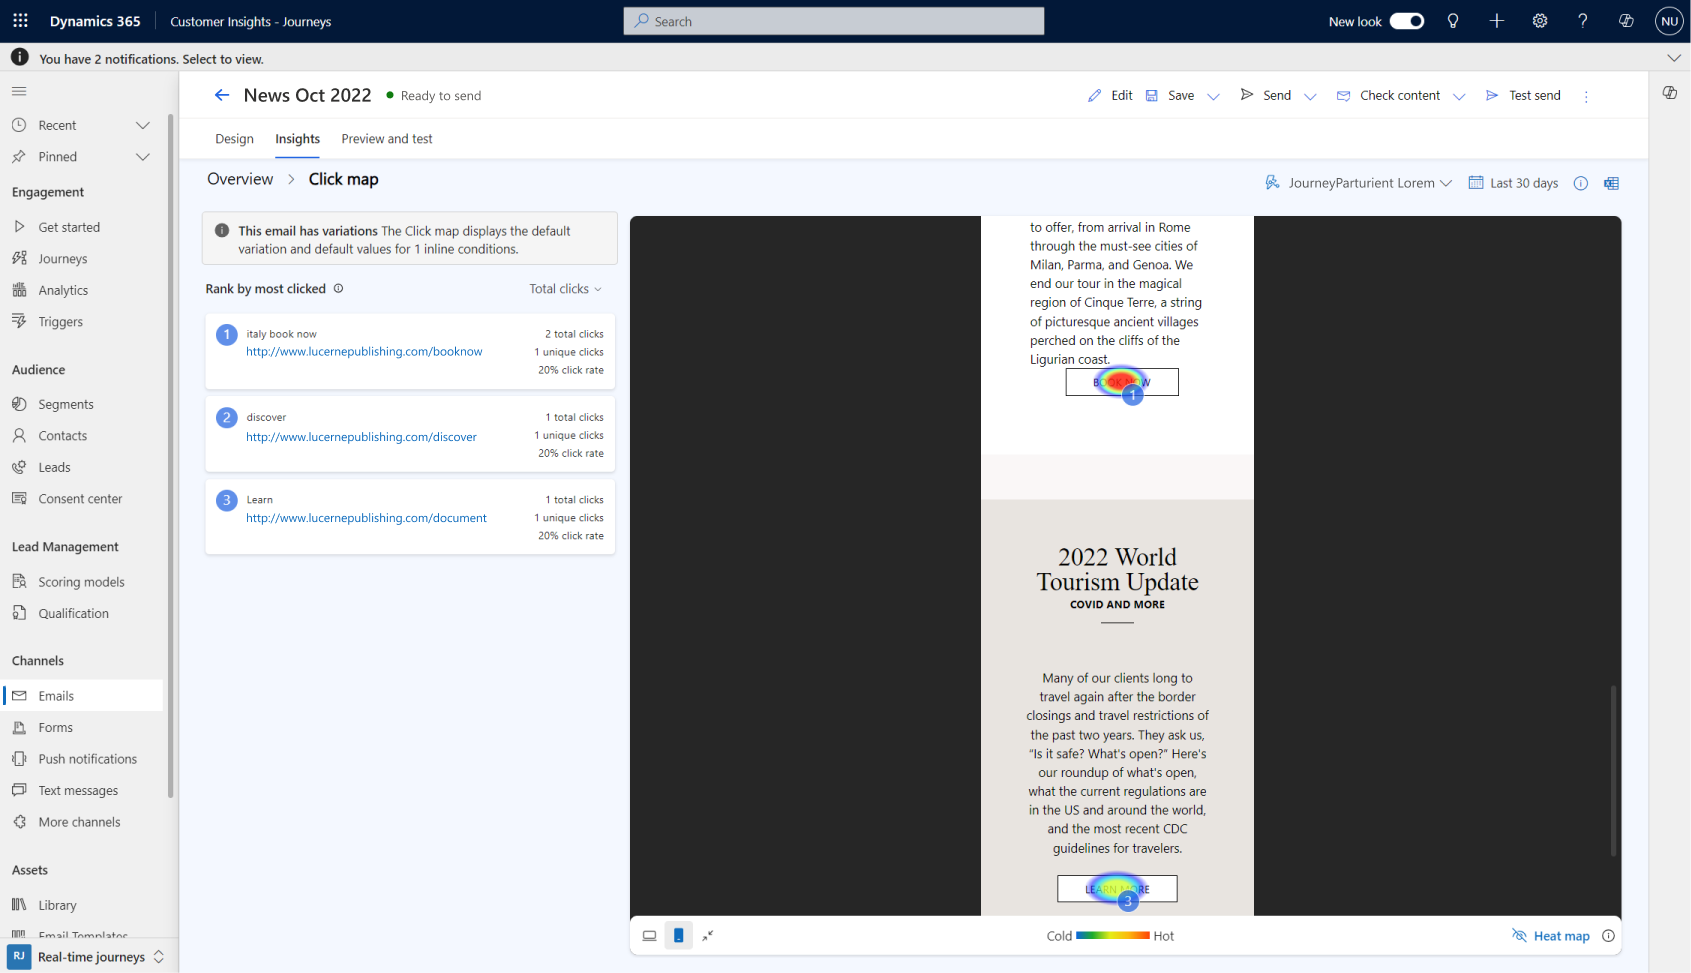 Dynamics 365
Customer Insights - Journeys
Search
New look
NU
You have 2 notifications. Select to view.
Recent
Pinned
Engagement
Get started
Journeys
Analytics
Triggers
Audience
Segments
Contacts
Leads
Consent center
Lead Management
Scoring models
Qualification
Channels
Emails
Forms
Push notifications
Text messages
More channels
Assets
Library
Email Templates
RJ Real-time journeys
News Oct 2022
Ready to send
Edit
Save
Send
Check content
Test send
Design
Insights
Preview and test
Overview > Click map
JourneyParturient Lorem
Last 30 days
This email has variations The Click map displays the default
variation and default values for 1 inline conditions.
Rank by most clicked
Total clicks
1 italy book now
http://www.lucernepublishing.com/booknow
2 total clicks
1 unique clicks
20% click rate
2 discover
http://www.lucernepublishing.com/discover
1 total clicks
1 unique clicks
20% click rate
3 Learn
http://www.lucernepublishing.com/document
1 total clicks
1 unique clicks
20% click rate
to offer, from arrival in Rome
through the must-see cities of
Milan, Parma, and Genoa. We
end our tour in the magical
region of Cinque Terre, a string
of picturesque ancient villages
perched on the cliffs of the
Ligurian coast.
BOOK NOW
1
2022 World
Tourism Update
COVID AND MORE
Many of our clients long to
travel again after the border
closings and travel restrictions of
the past two years. They ask us,
“Is it safe? What's open?” Here's
our roundup of what's open,
what the current regulations are
in the US and around the world,
and the most recent CDC
guidelines for travelers.
LEARN MORE
3
Cold
Hot
Heat map